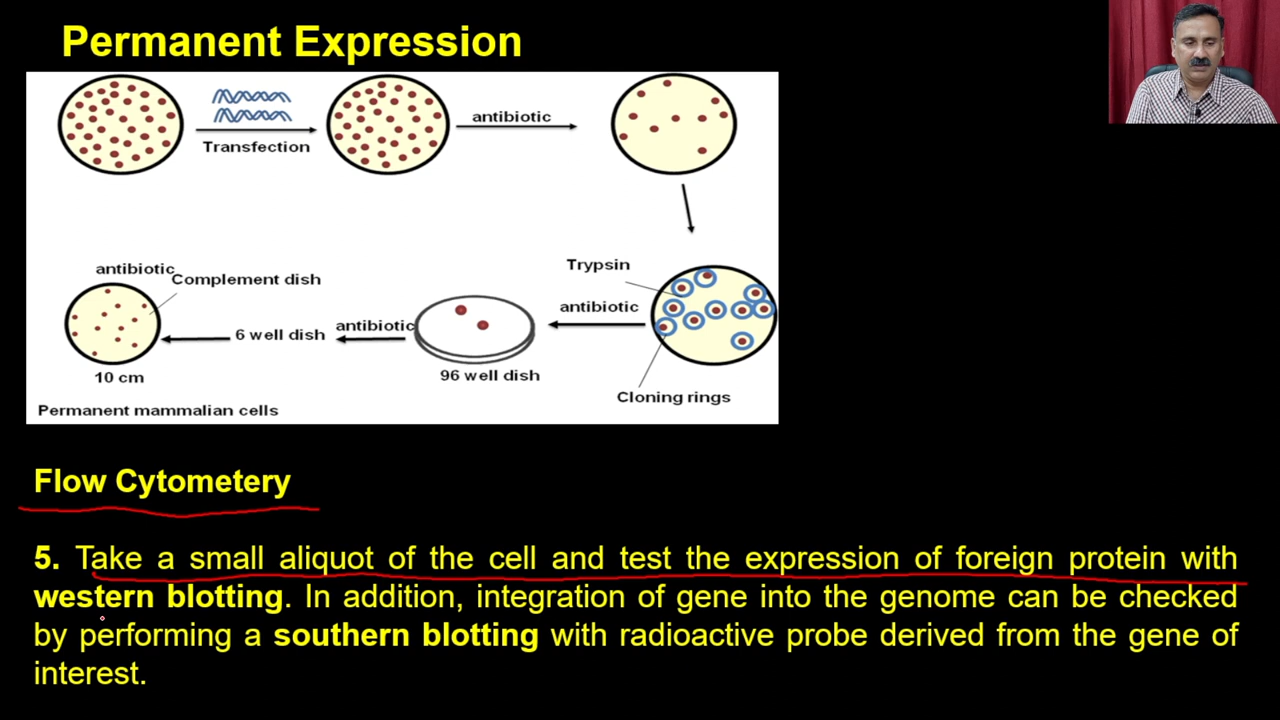 Permanent Expression
Transfection
antibiotic
Trypsin
antibiotic
Cloning rings
96 well dish
antibiotic
6 well dish
antibiotic
Complement dish
10 cm
Permanent mammalian cells
Flow Cytometery
5. Take a small aliquot of the cell and test the expression of foreign protein with
western blotting. In addition, integration of gene into the genome can be checked
by performing a southern blotting with radioactive probe derived from the gene of
interest.